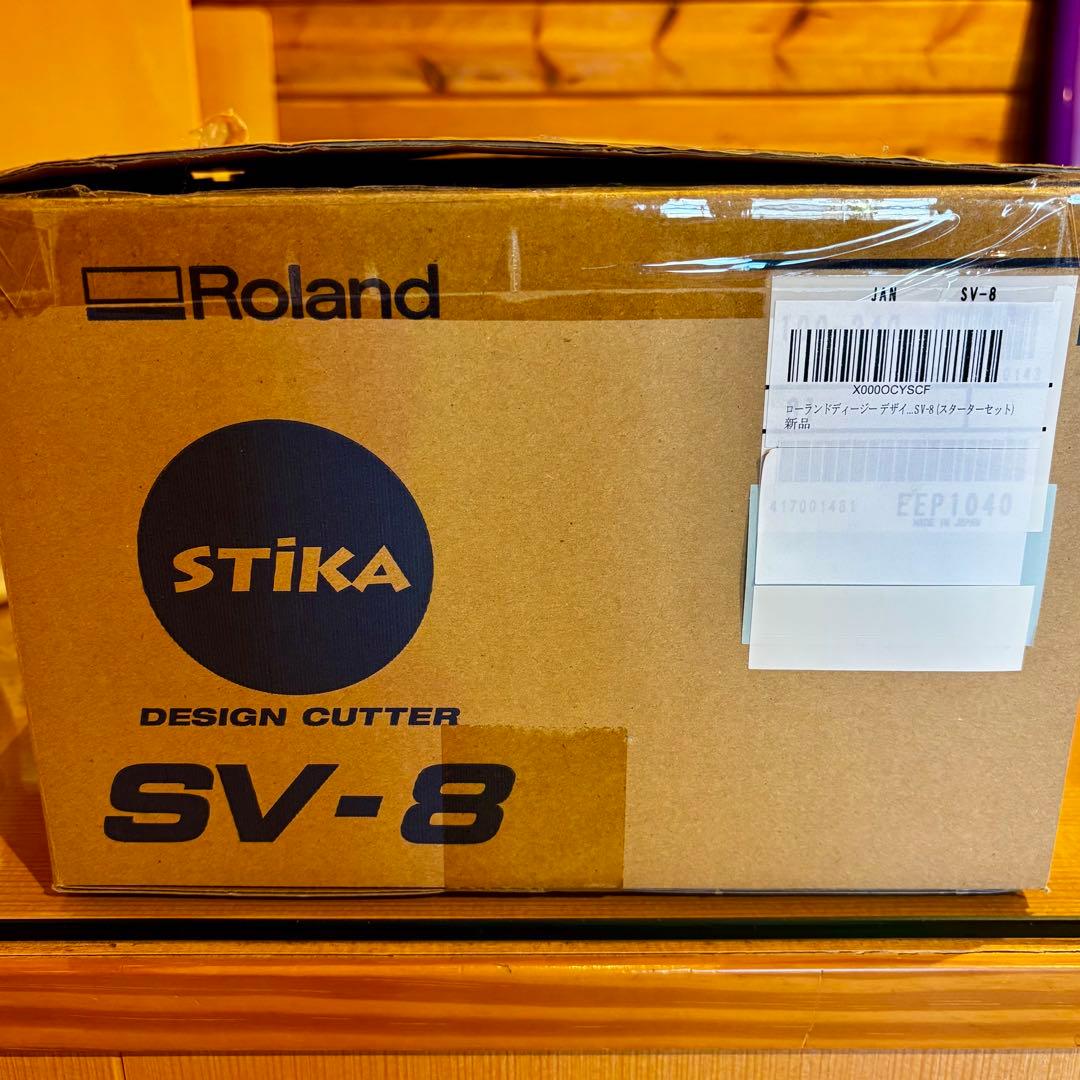 Roland
JAN SV-8
X000OCYSCF
ローランドディージー デザイ...SV-8 (スターターセット)
新品
417001481
EEP1040
MADE IN JAPAN
STiKA
DESIGN CUTTER
SV-8